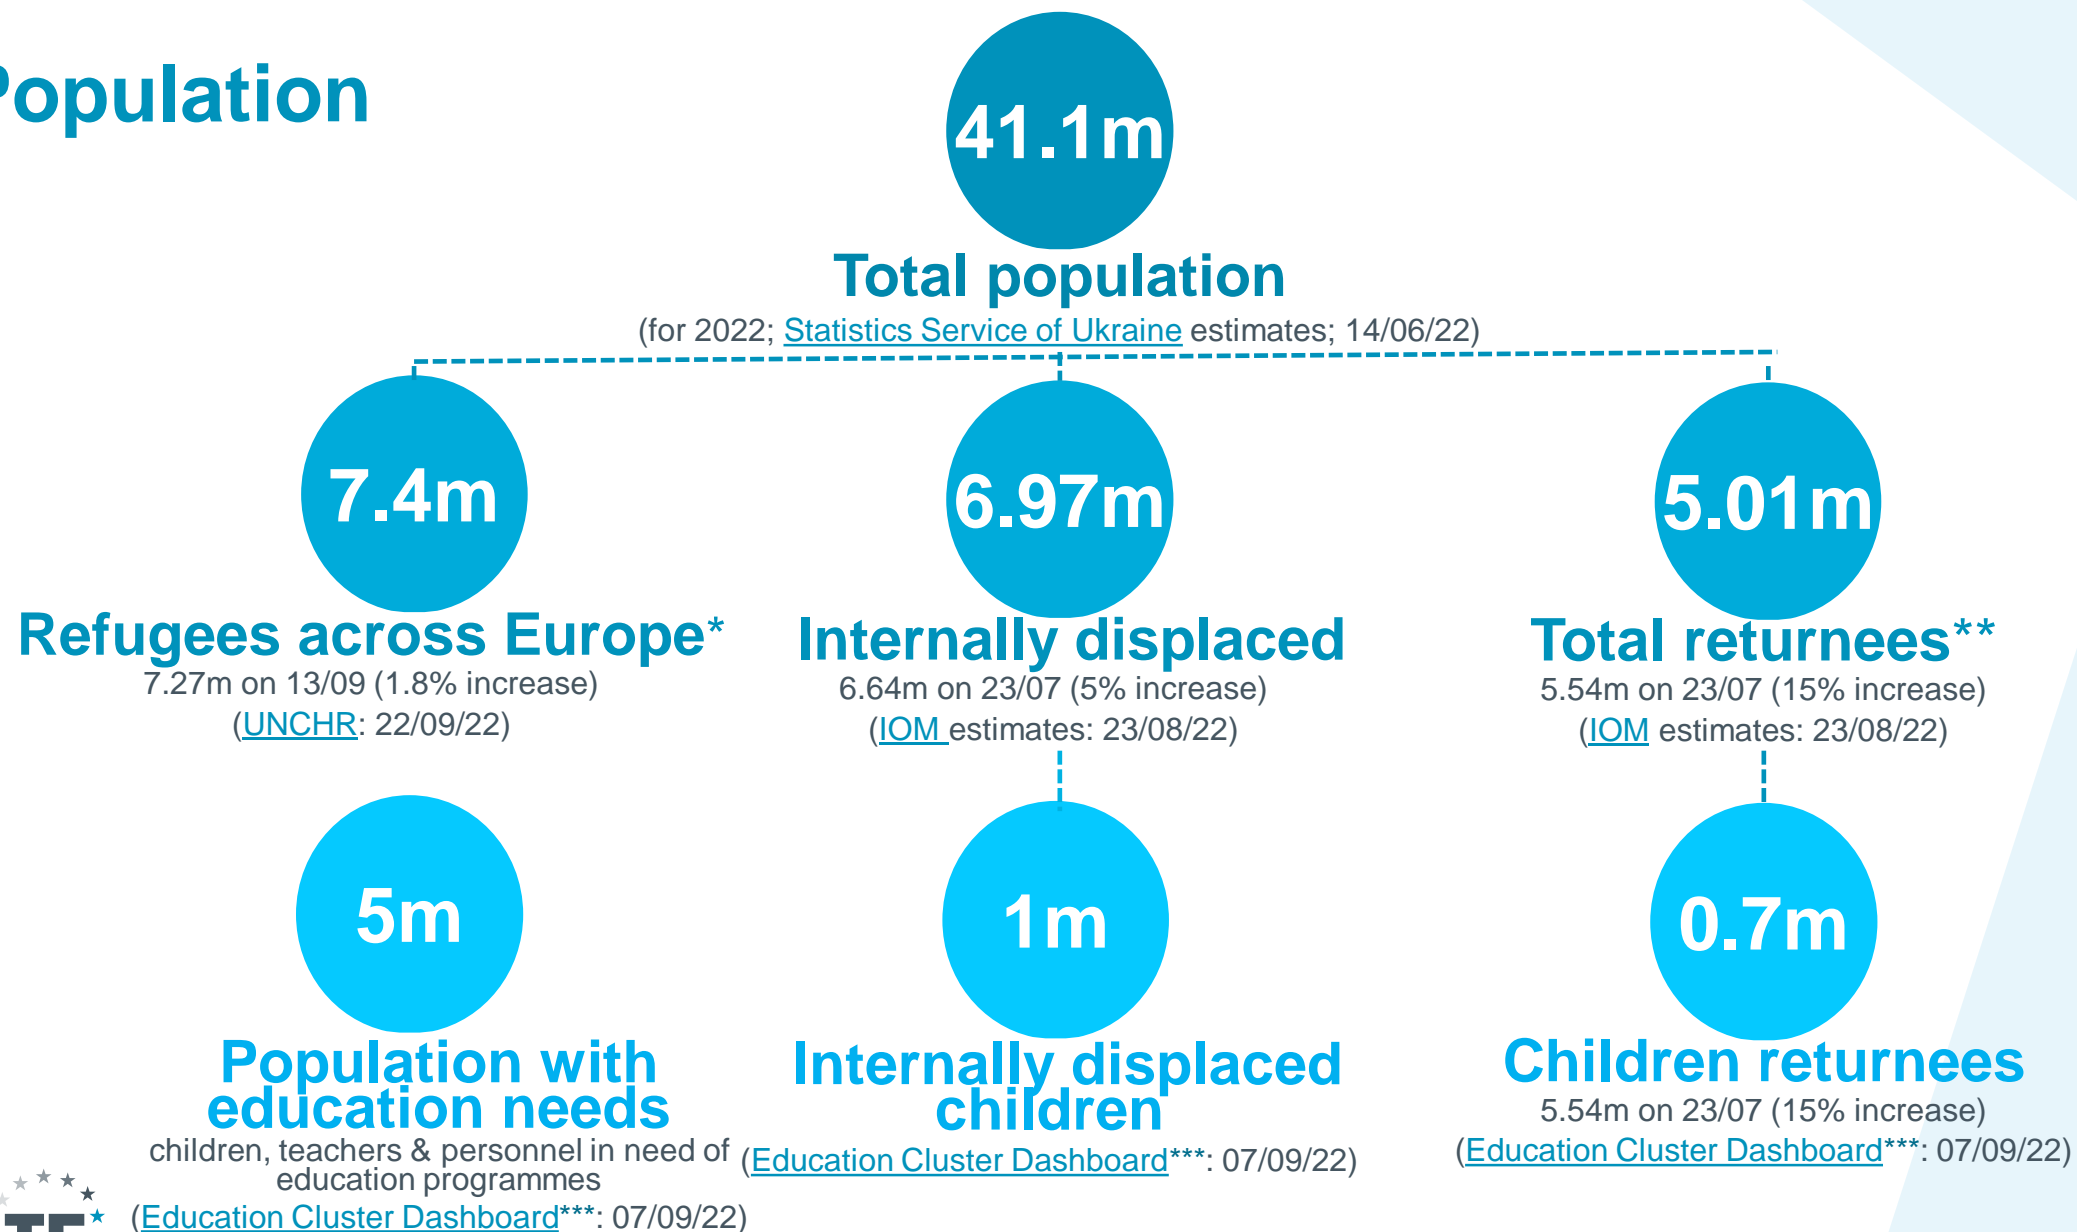 Population
41.1m
Total population
(for 2022; Statistics Service of Ukraine estimates; 14/06/22)
7.4m
Refugees across Europe*
7.27m on 13/09 (1.8% increase)
(UNCHR: 22/09/22)
6.97m
Internally displaced
6.64m on 23/07 (5% increase)
(IOM estimates: 23/08/22)
5.01m
Total returnees**
5.54m on 23/07 (15% increase)
(IOM estimates: 23/08/22)
5m
Population with
education needs
children, teachers & personnel in need of
education programmes
(Education Cluster Dashboard***: 07/09/22)
1m
Internally displaced
children
(Education Cluster Dashboard***: 07/09/22)
0.7m
Children returnees
5.54m on 23/07 (15% increase)
(Education Cluster Dashboard***: 07/09/22)